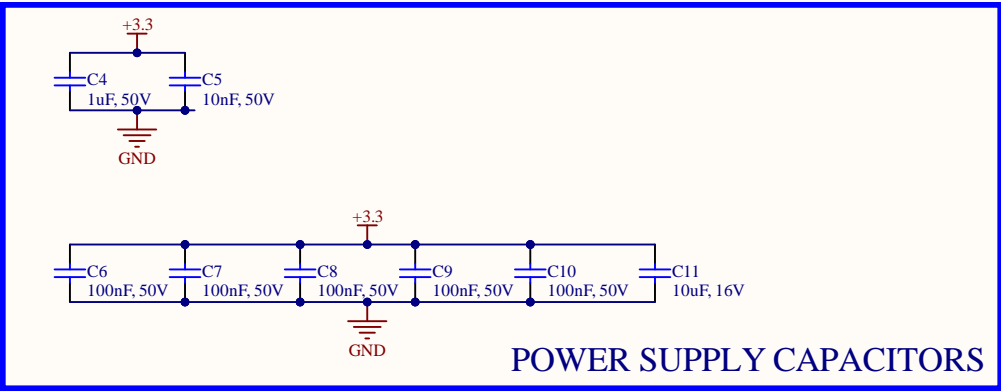 +3.3
C4
C5
1uF, 50V
10nF, 50V
GND
+3.3
C6
C7
C8
C9
C10
C11
100nF, 50V
100nF, 50V
100nF, 50V
100nF, 50V
100nF, 50V
10uF, 16V
GND
POWER SUPPLY CAPACITORS